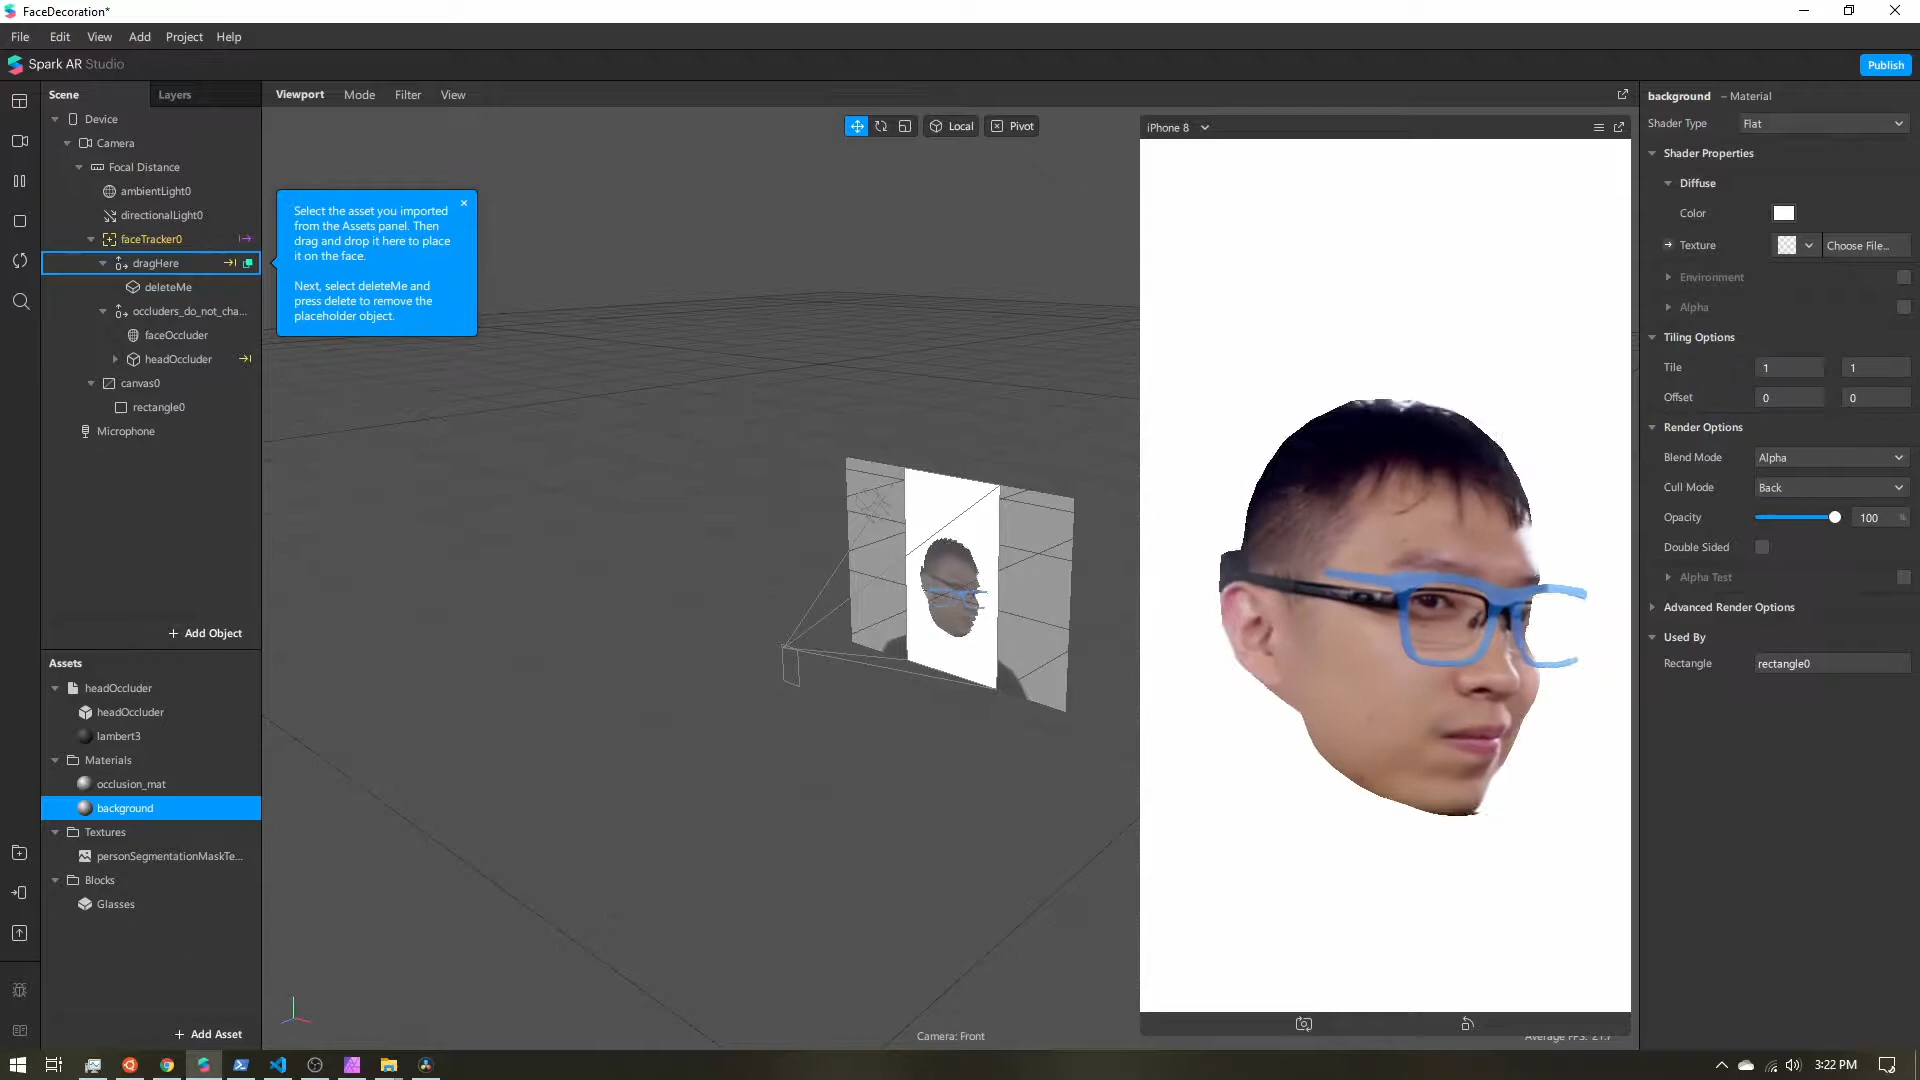 FaceDecoration*
File Edit View Add Project Help
Spark AR Studio
Publish
Scene
Layers
Device
Camera
Focal Distance
ambientLight0
directionalLight0
faceTracker0
dragHere
deleteMe
occluders_do_not_cha...
faceOccluder
headOccluder
canvas0
rectangle0
Microphone
+ Add Object
Assets
headOccluder
headOccluder
lambert3
Materials
occlusion_mat
background
Textures
personSegmentationMaskTe...
Blocks
Glasses
+ Add Asset
Viewport Mode Filter View
Local
Pivot
Select the asset you imported
from the Assets panel. Then
drag and drop it here to place
it on the face.
Next, select deleteMe and
press delete to remove the
placeholder object.
Camera: Front
iPhone 8
Average FPS: 21.7
background – Material
Shader Type Flat
Shader Properties
Diffuse
Color
Texture Choose File...
Environment
Alpha
Tiling Options
Tile 1 1
Offset 0 0
Render Options
Blend Mode Alpha
Cull Mode Back
Opacity 100 %
Double Sided
Alpha Test
Advanced Render Options
Used By
Rectangle rectangle0
3:22 PM